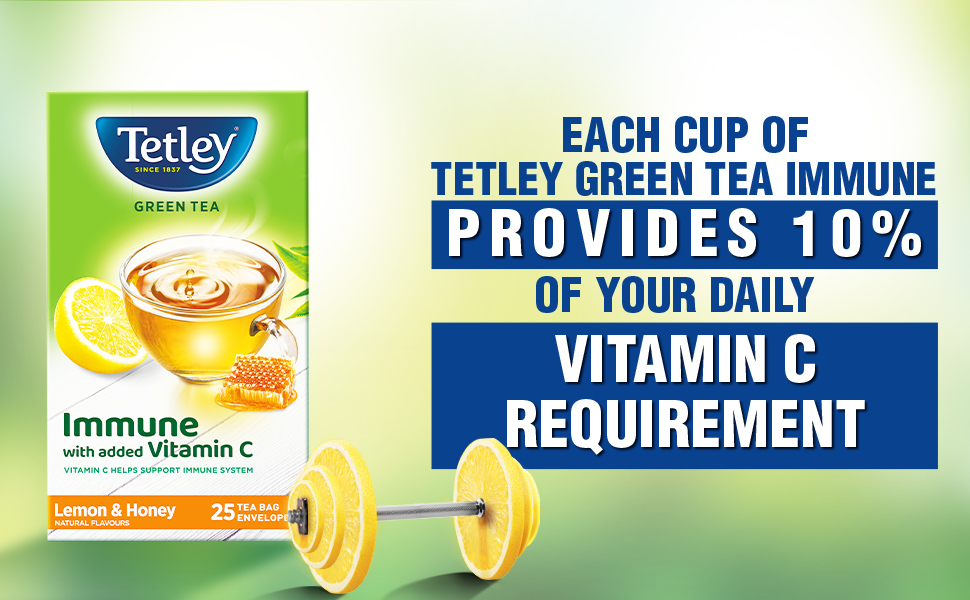 Tetley®
SINCE 1837
GREEN TEA
Immune
with added Vitamin C
VITAMIN C HELPS SUPPORT IMMUNE SYSTEM
Lemon & Honey
NATURAL FLAVOURS
25 TEA BAG
ENVELOPE
EACH CUP OF
TETLEY GREEN TEA IMMUNE
PROVIDES 10%
OF YOUR DAILY
VITAMIN C
REQUIREMENT